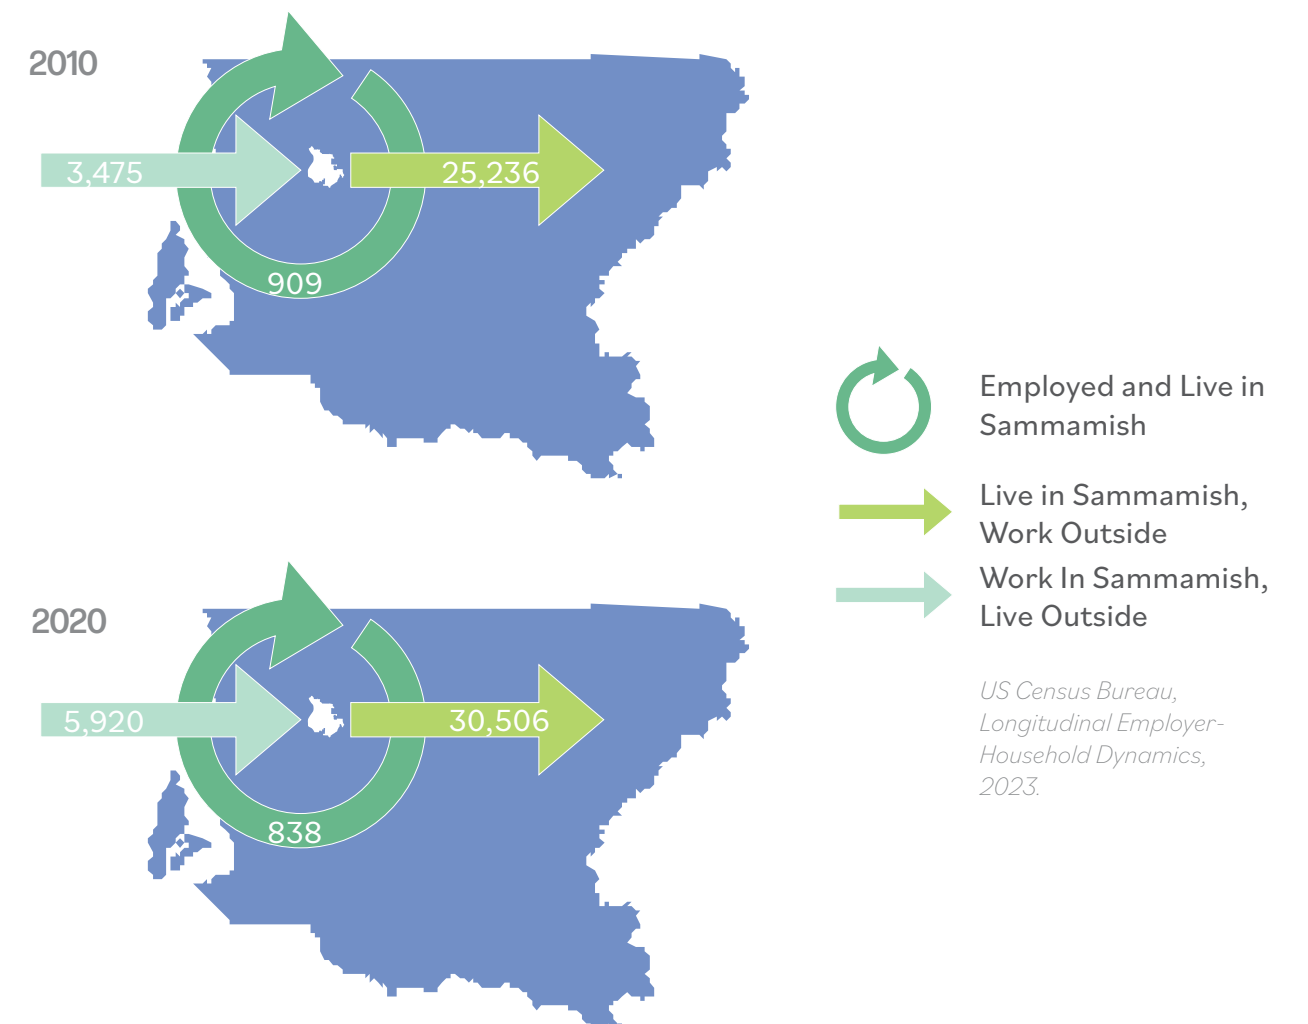 2010
3,475
25,236
909
Employed and Live in
Sammamish
Live in Sammamish,
Work Outside
Work In Sammamish,
Live Outside
2020
5,920
30,506
838
US Census Bureau,
Longitudinal Employer-
Household Dynamics,
2023.